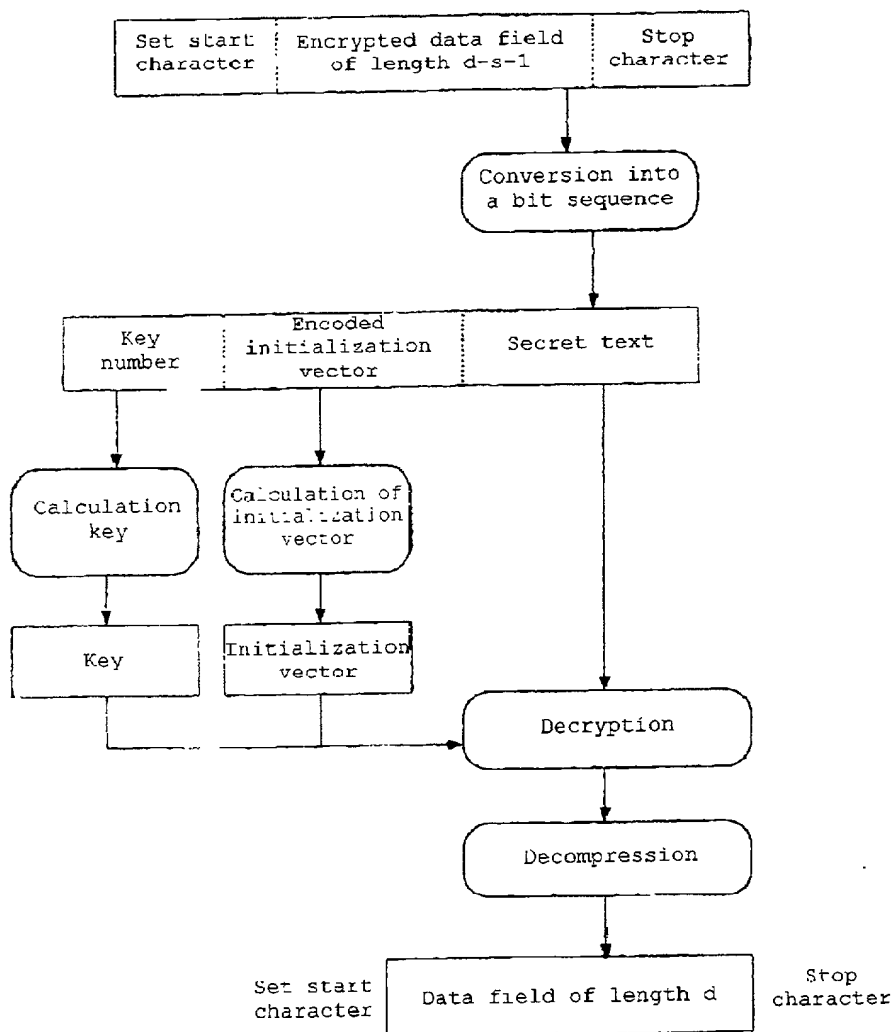 Set start
character
Encrypted data field
of length d-s-1
Stop
character
Conversion into
a bit sequence
Key
number
Encoded
initialization
vector
Secret text
Calculation
key
Calculation of
initialization
vector
Key
Initialization
vector
Decryption
Decompression
Set start
character
Data field of length d
Stop
character